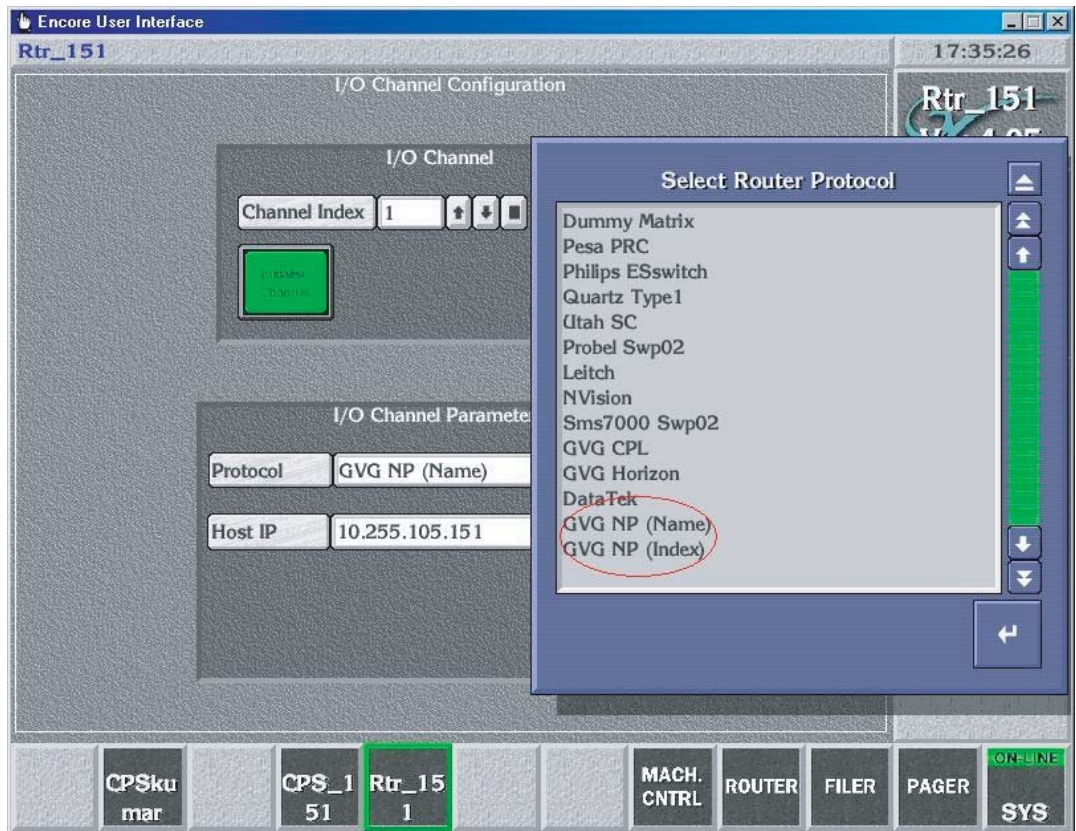 Encore User Interface
Rtr_151
17:35:26
I/O Channel Configuration
Rtr_151
I/O Channel
Channel Index 1
Channel
Select Router Protocol
Dummy Matrix
Pesa PRC
Philips ESswitch
Quartz Type1
Utah SC
Probel Swp02
Leitch
NVision
Sms7000 Swp02
GVG CPL
GVG Horizon
DataTek
GVG NP (Name)
GVG NP (Index)
I/O Channel Paramete
Protocol GVG NP (Name)
Host IP 10.255.105.151
CPSku
mar
CPS_1
51
Rtr_15
1
MACH.
CNTRL
ROUTER
FILER
PAGER
ON-LINE
SYS